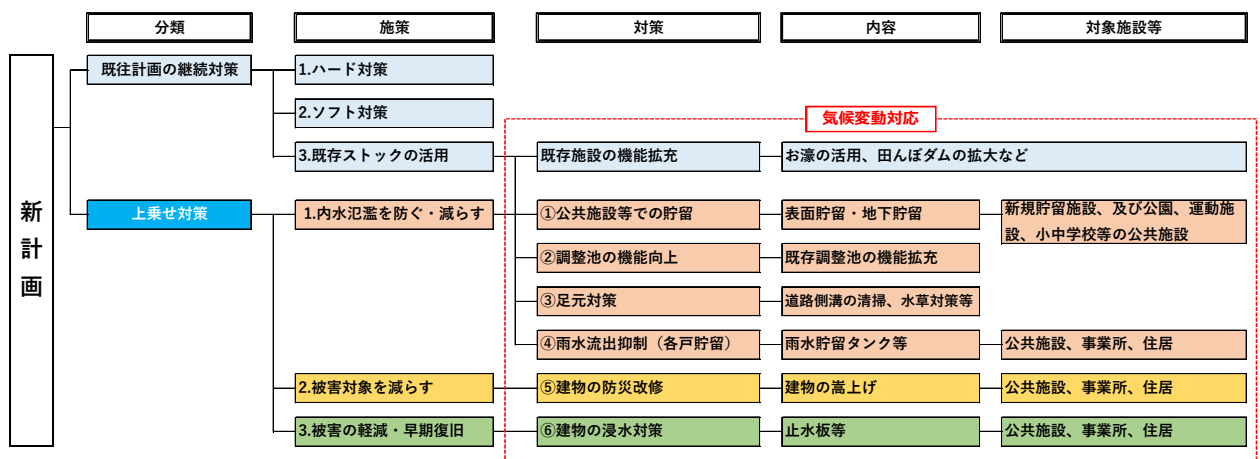 分類
施策
対策
内容
対象施設等
新計画
既往計画の継続対策
1.ハード対策
2.ソフト対策
気候変動対応
3.既存ストックの活用
既存施設の機能拡充
お濠の活用、田んぼダムの拡大など
上乗せ対策
1.内水氾濫を防ぐ・減らす
①公共施設等での貯留
表面貯留・地下貯留
新規貯留施設、及び公園、運動施
設、小中学校等の公共施設
②調整池の機能向上
既存調整池の機能拡充
③足元対策
道路側溝の清掃、水草対策等
④雨水流出抑制（各戸貯留）
雨水貯留タンク等
公共施設、事業所、住居
2.被害対象を減らす
⑤建物の防災改修
建物の嵩上げ
公共施設、事業所、住居
3.被害の軽減・早期復旧
⑥建物の浸水対策
止水板等
公共施設、事業所、住居